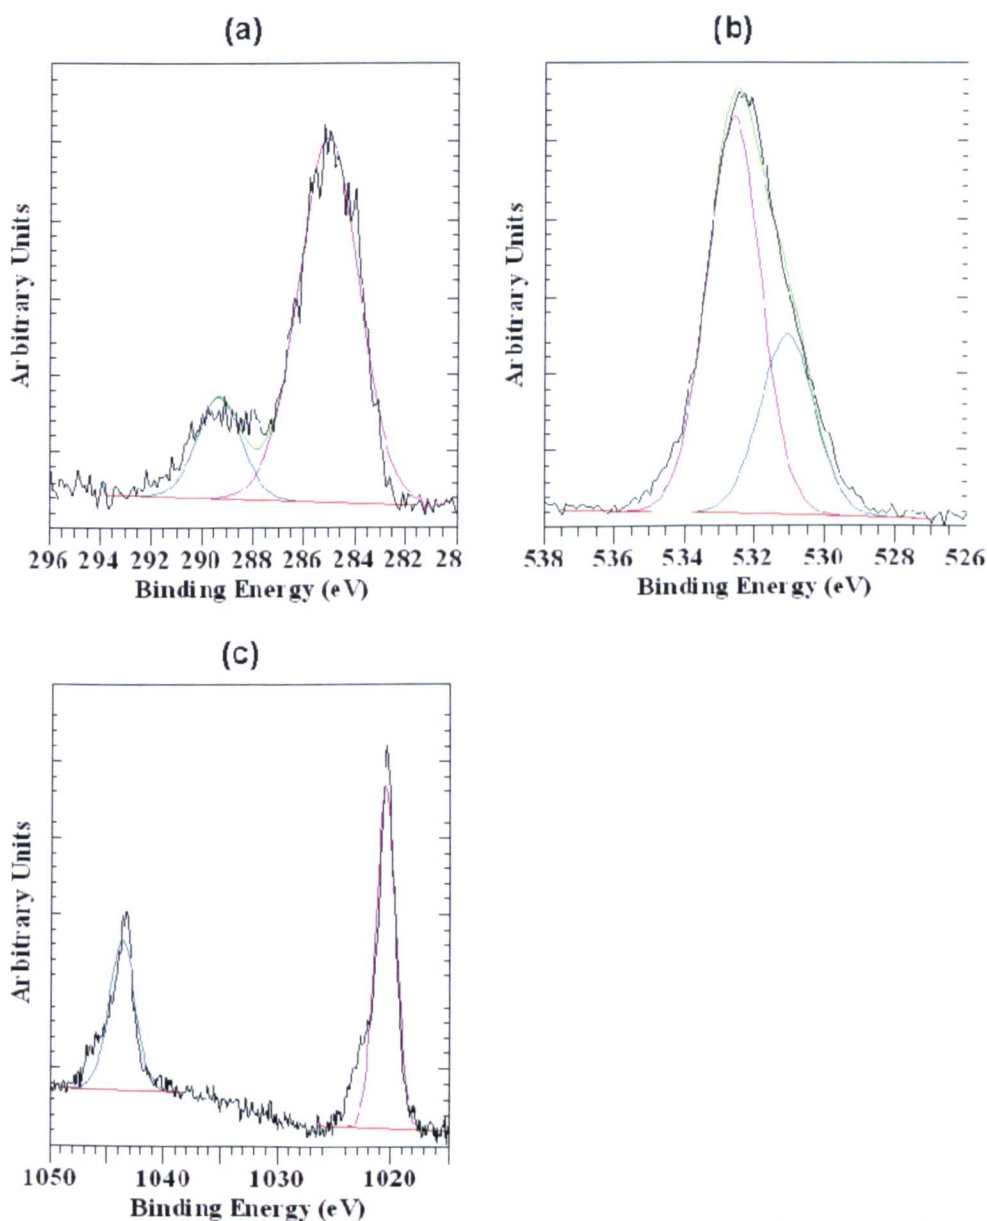 (a)
(b)
Arbitrary Units
Arbitrary Units
296 294 292 290 288 286 284 282 28
538 536 534 532 530 528 526
Binding Energy (eV)
Binding Energy (eV)
(c)
Arbitrary Units
1050 1040 1030 1020
Binding Energy (eV)